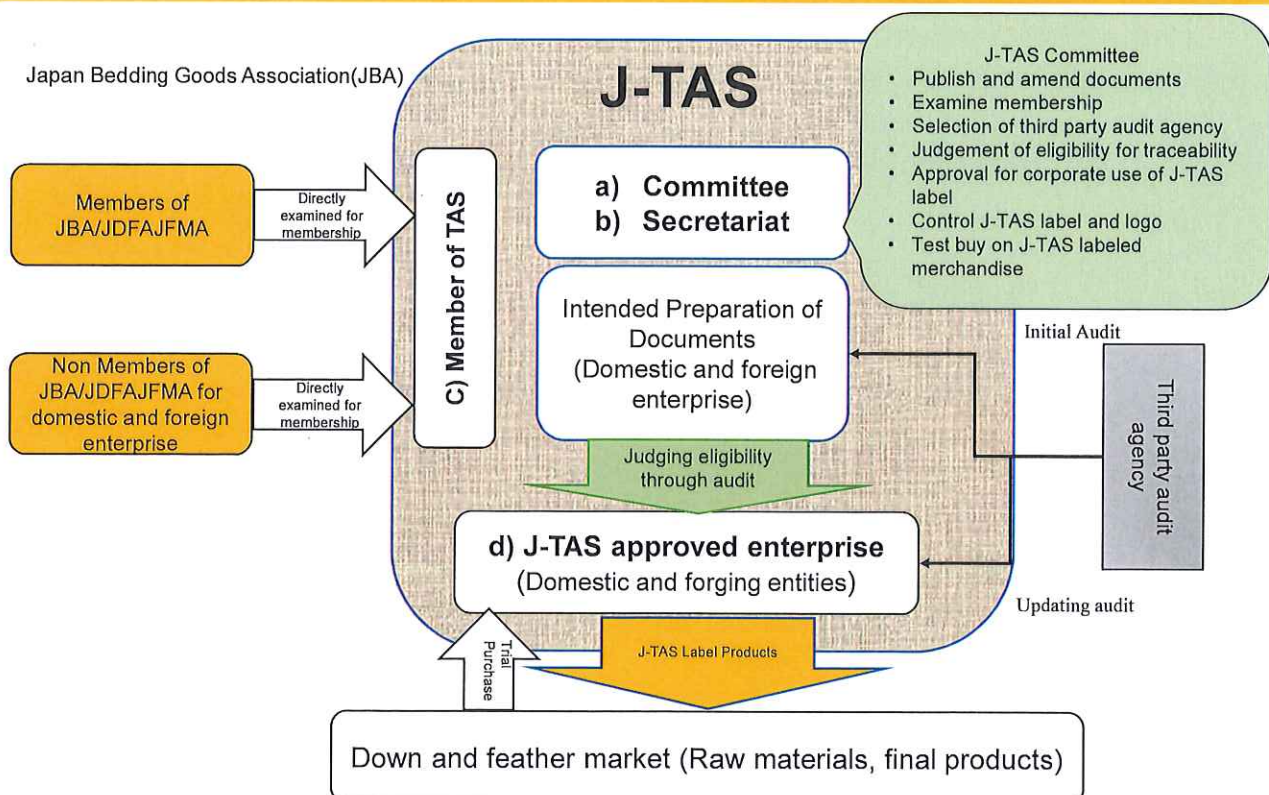 Japan Bedding Goods Association(JBA)
J-TAS
J-TAS Committee
• Publish and amend documents
• Examine membership
• Selection of third party audit agency
• Judgement of eligibility for traceability
• Approval for corporate use of J-TAS
label
• Control J-TAS label and logo
• Test buy on J-TAS labeled
merchandise
Members of
JBA/JDFAJFMA
Directly
examined for
membership
Non Members of
JBA/JDFAJFMA for
domestic and foreign
enterprise
Directly
examined for
membership
C) Member of TAS
a) Committee
b) Secretariat
Intended Preparation of
Documents
(Domestic and foreign
enterprise)
Initial Audit
Third party audit
agency
Judging eligibility
through audit
d) J-TAS approved enterprise
(Domestic and forging entities)
Updating audit
Trial
Purchase
J-TAS Label Products
Down and feather market (Raw materials, final products)